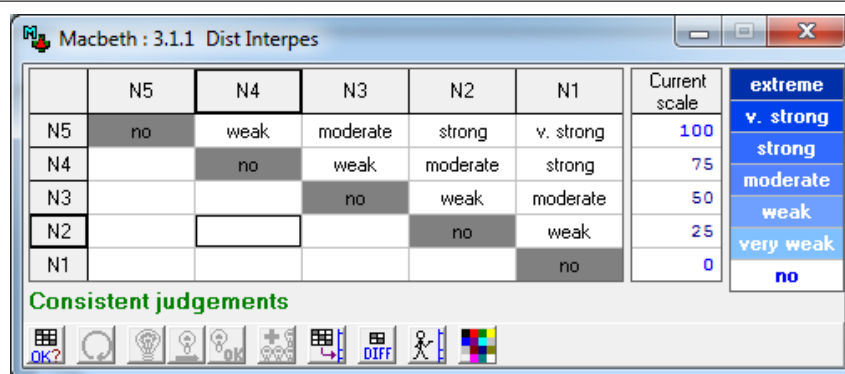 Macbeth : 3.1.1 Dist Interpes
N5 N4 N3 N2 N1 Current scale
N5 no weak moderate strong v. strong 100
N4 no weak moderate strong 75
N3 no weak moderate 50
N2 no weak 25
N1 no 0
extreme
v. strong
strong
moderate
weak
very weak
no
Consistent judgements
OK? OK DIFF